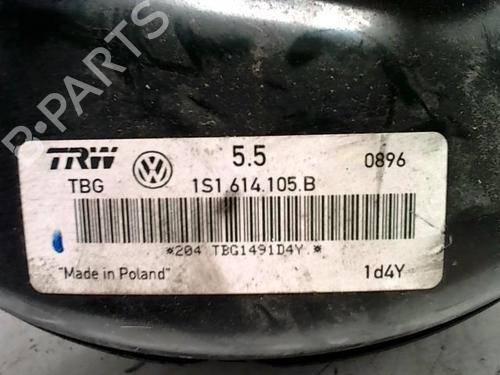 B-PARTS
TRW
5.5
0896
TBG
1S1.614.105.B
*204 TBG1491D4Y *
"Made in Poland"
1d4Y